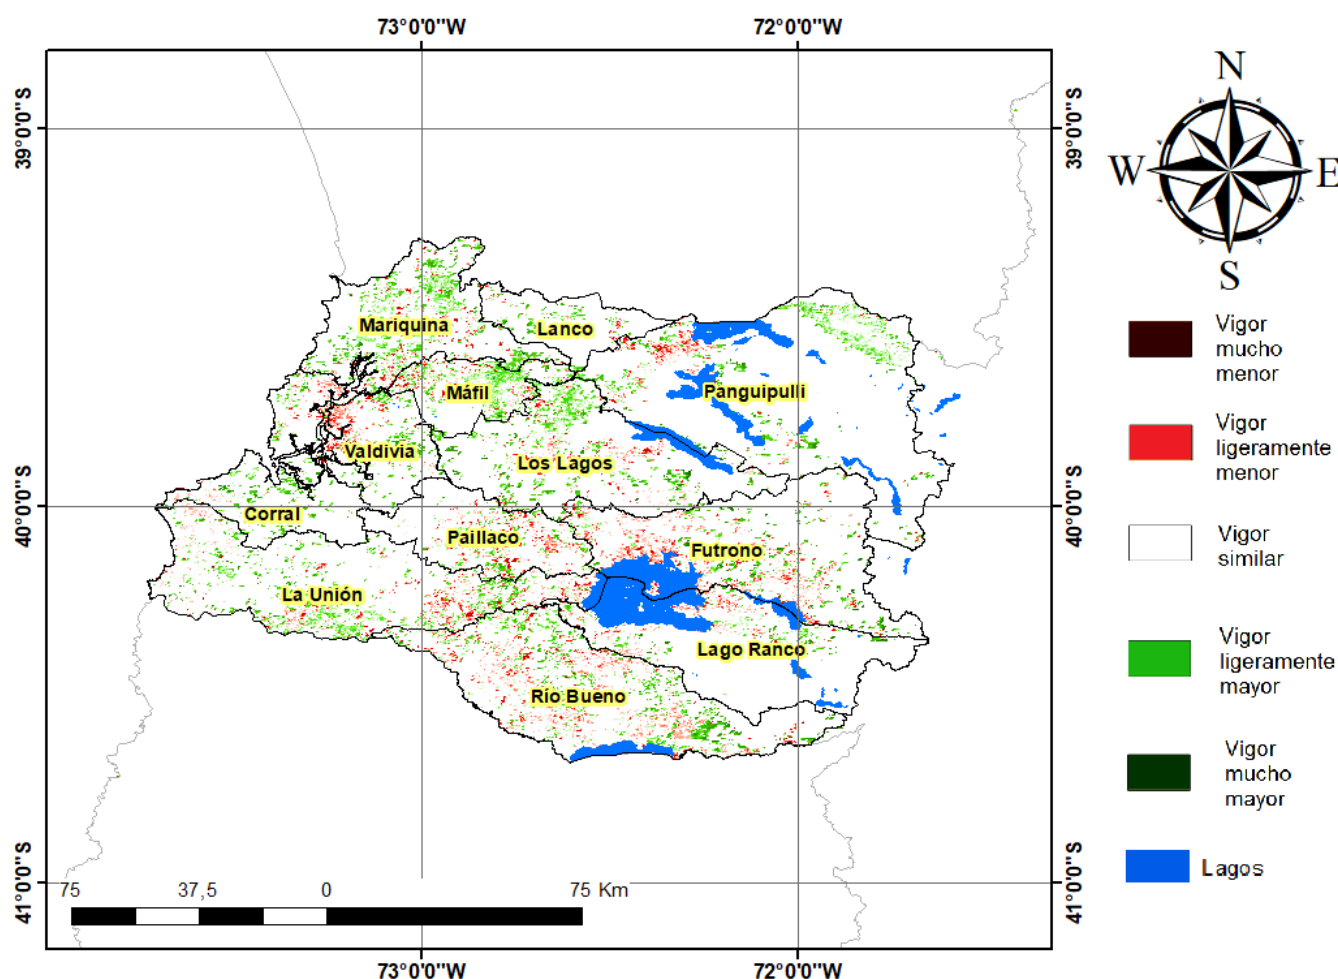 73°0'0"W
72°0'0"W
39°0'0"S
39°0'0"S
N
W
E
S
Vigor
mucho
menor
Mariquina
Lanco
Máfil
Panguipulli
Valdivia
Los Lagos
Vigor
ligeramente
menor
40°0'0"S
40°0'0"S
Corral
Paillaco
Futrono
Vigor
similar
La Unión
Lago Ranco
Río Bueno
Vigor
ligeramente
mayor
Vigor
mucho
mayor
Lagos
75
37,5
0
75 Km
41°0'0"S
41°0'0"S
73°0'0"W
72°0'0"W